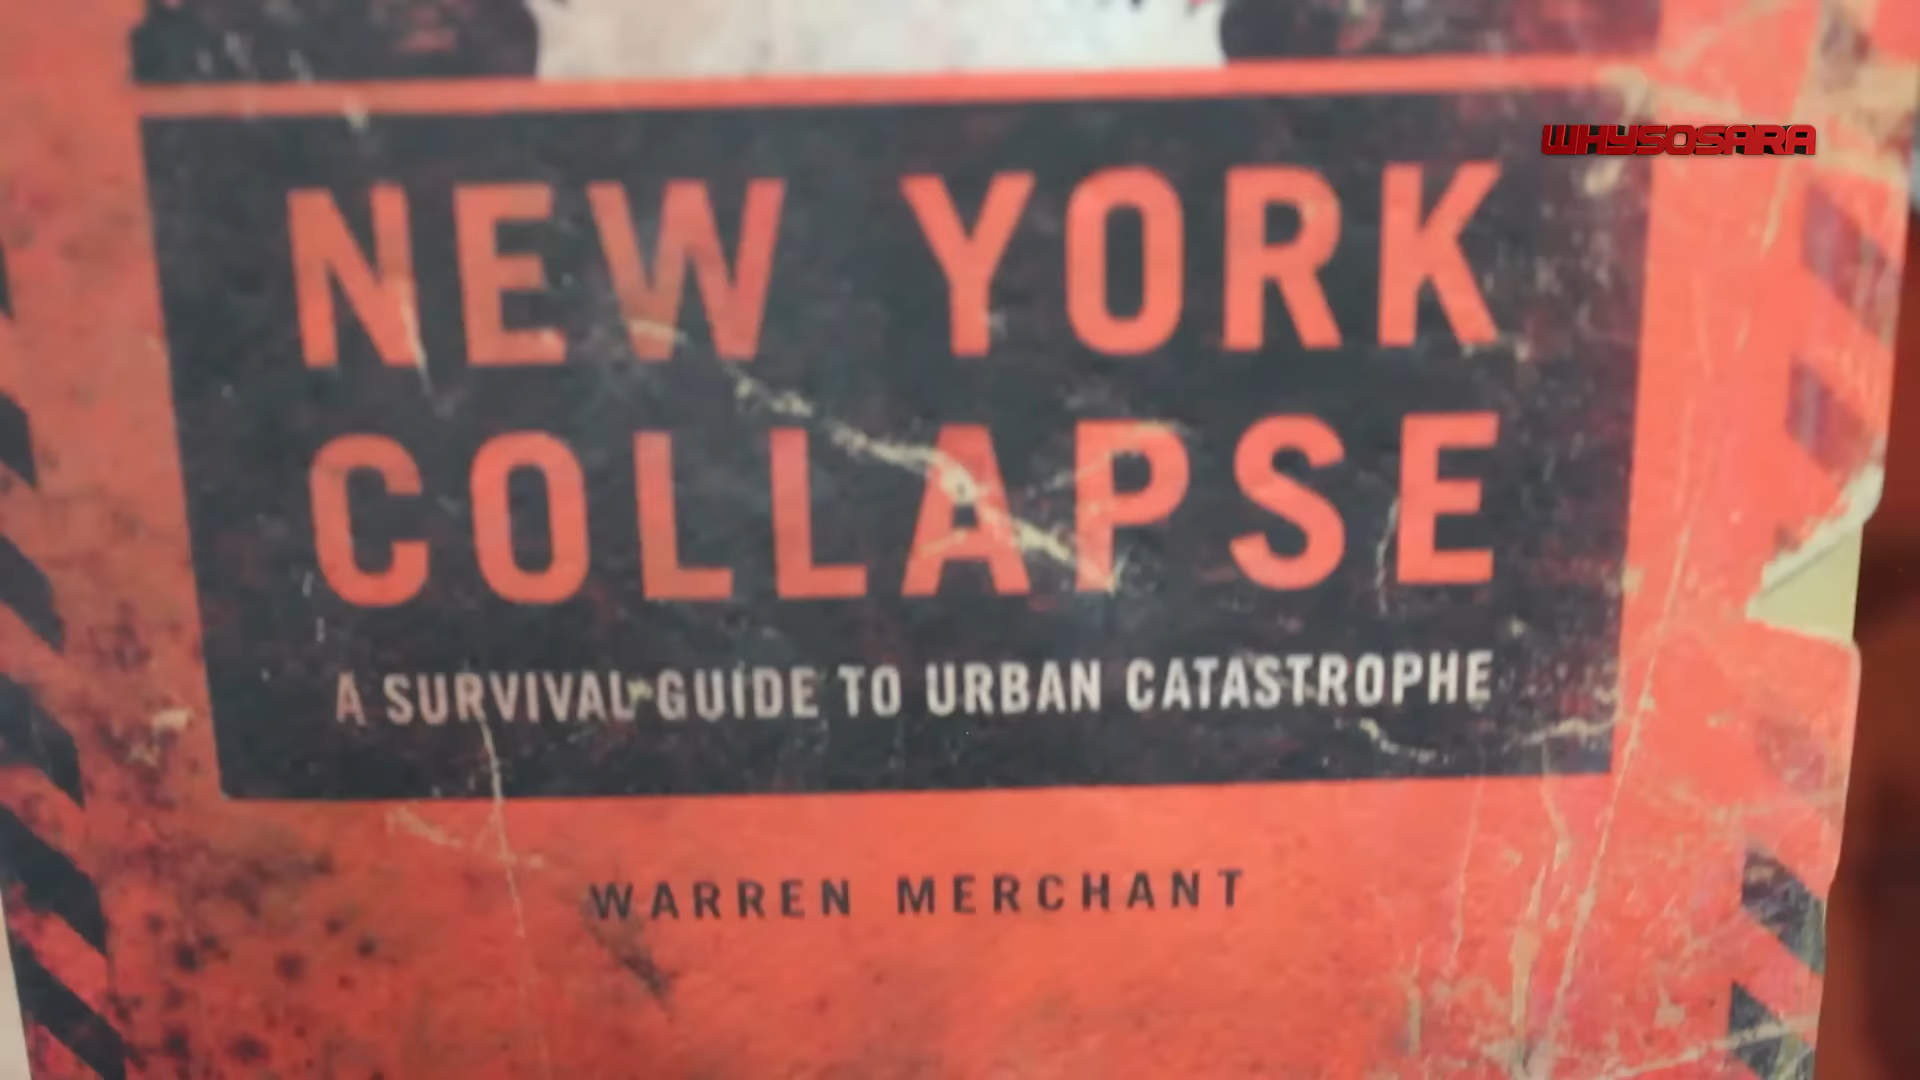 WHYSOSARA
NEW YORK
COLLAPSE
A SURVIVAL GUIDE TO URBAN CATASTROPHE
WARREN MERCHANT